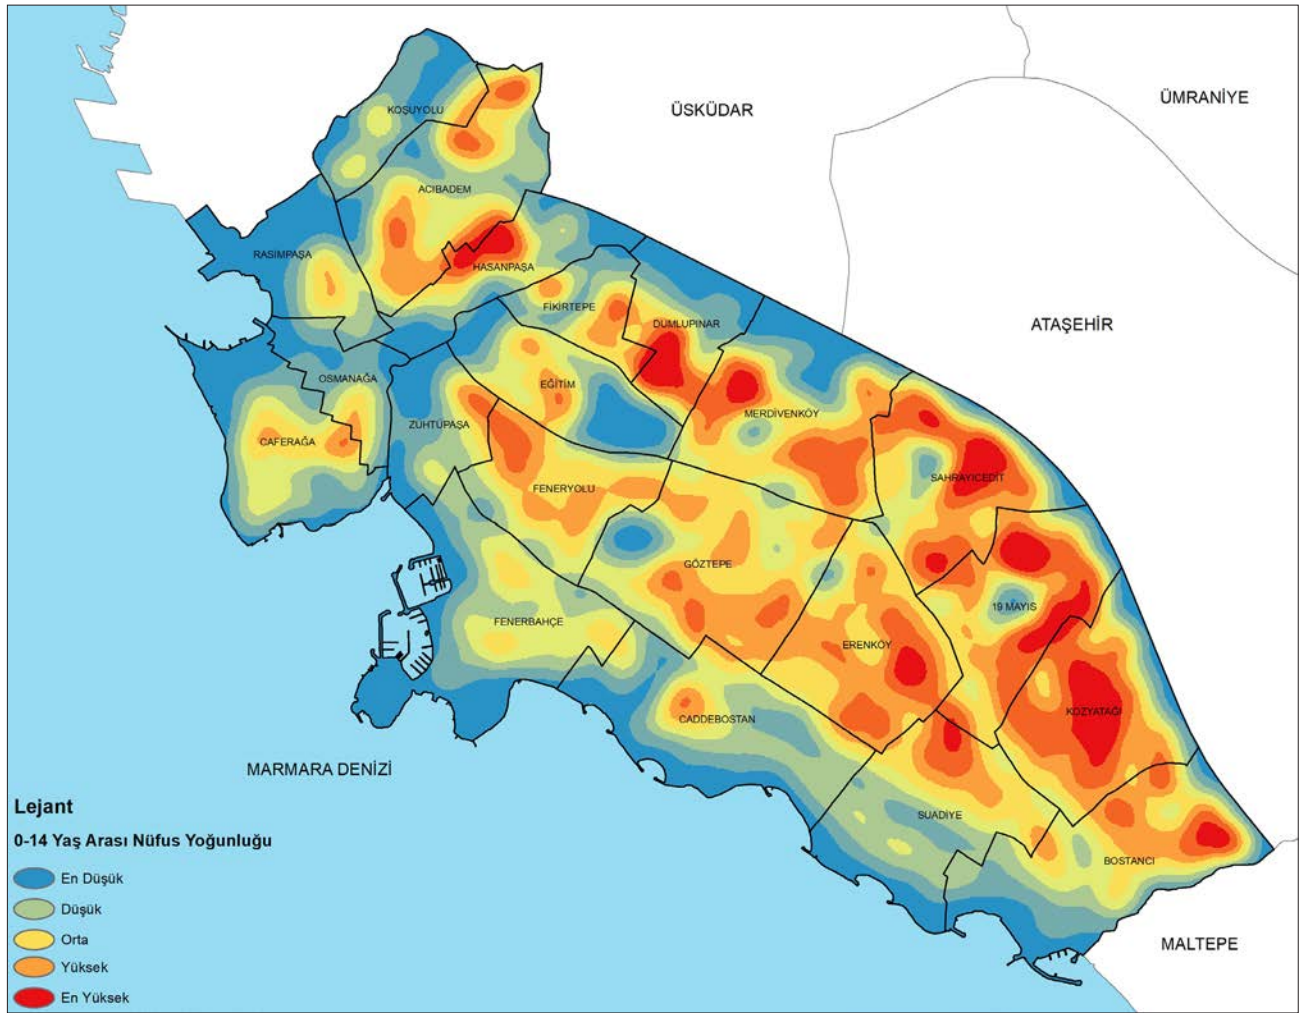 ÜMRANİYE
ÜSKÜDAR
KOŞUYOLU
ACIBADEM
RASIMPAŞA
HASANPAŞA
FİKİRTEPE
DUMLUPINAR
ATAŞEHİR
OSMANAĞA
EĞİTİM
CAFERAĞA
ZÜHTÜPAŞA
MERDİVENKÖY
SAHRAYICEDİT
FENERYOLU
GÖZTEPE
19 MAYIS
FENERBAHÇE
ERENKÖY
CADDEBOSTAN
KOZYATAĞI
MARMARA DENİZİ
SUADİYE
BOSTANCI
MALTEPE
Lejant
0-14 Yaş Arası Nüfus Yoğunluğu
En Düşük
Düşük
Orta
Yüksek
En Yüksek